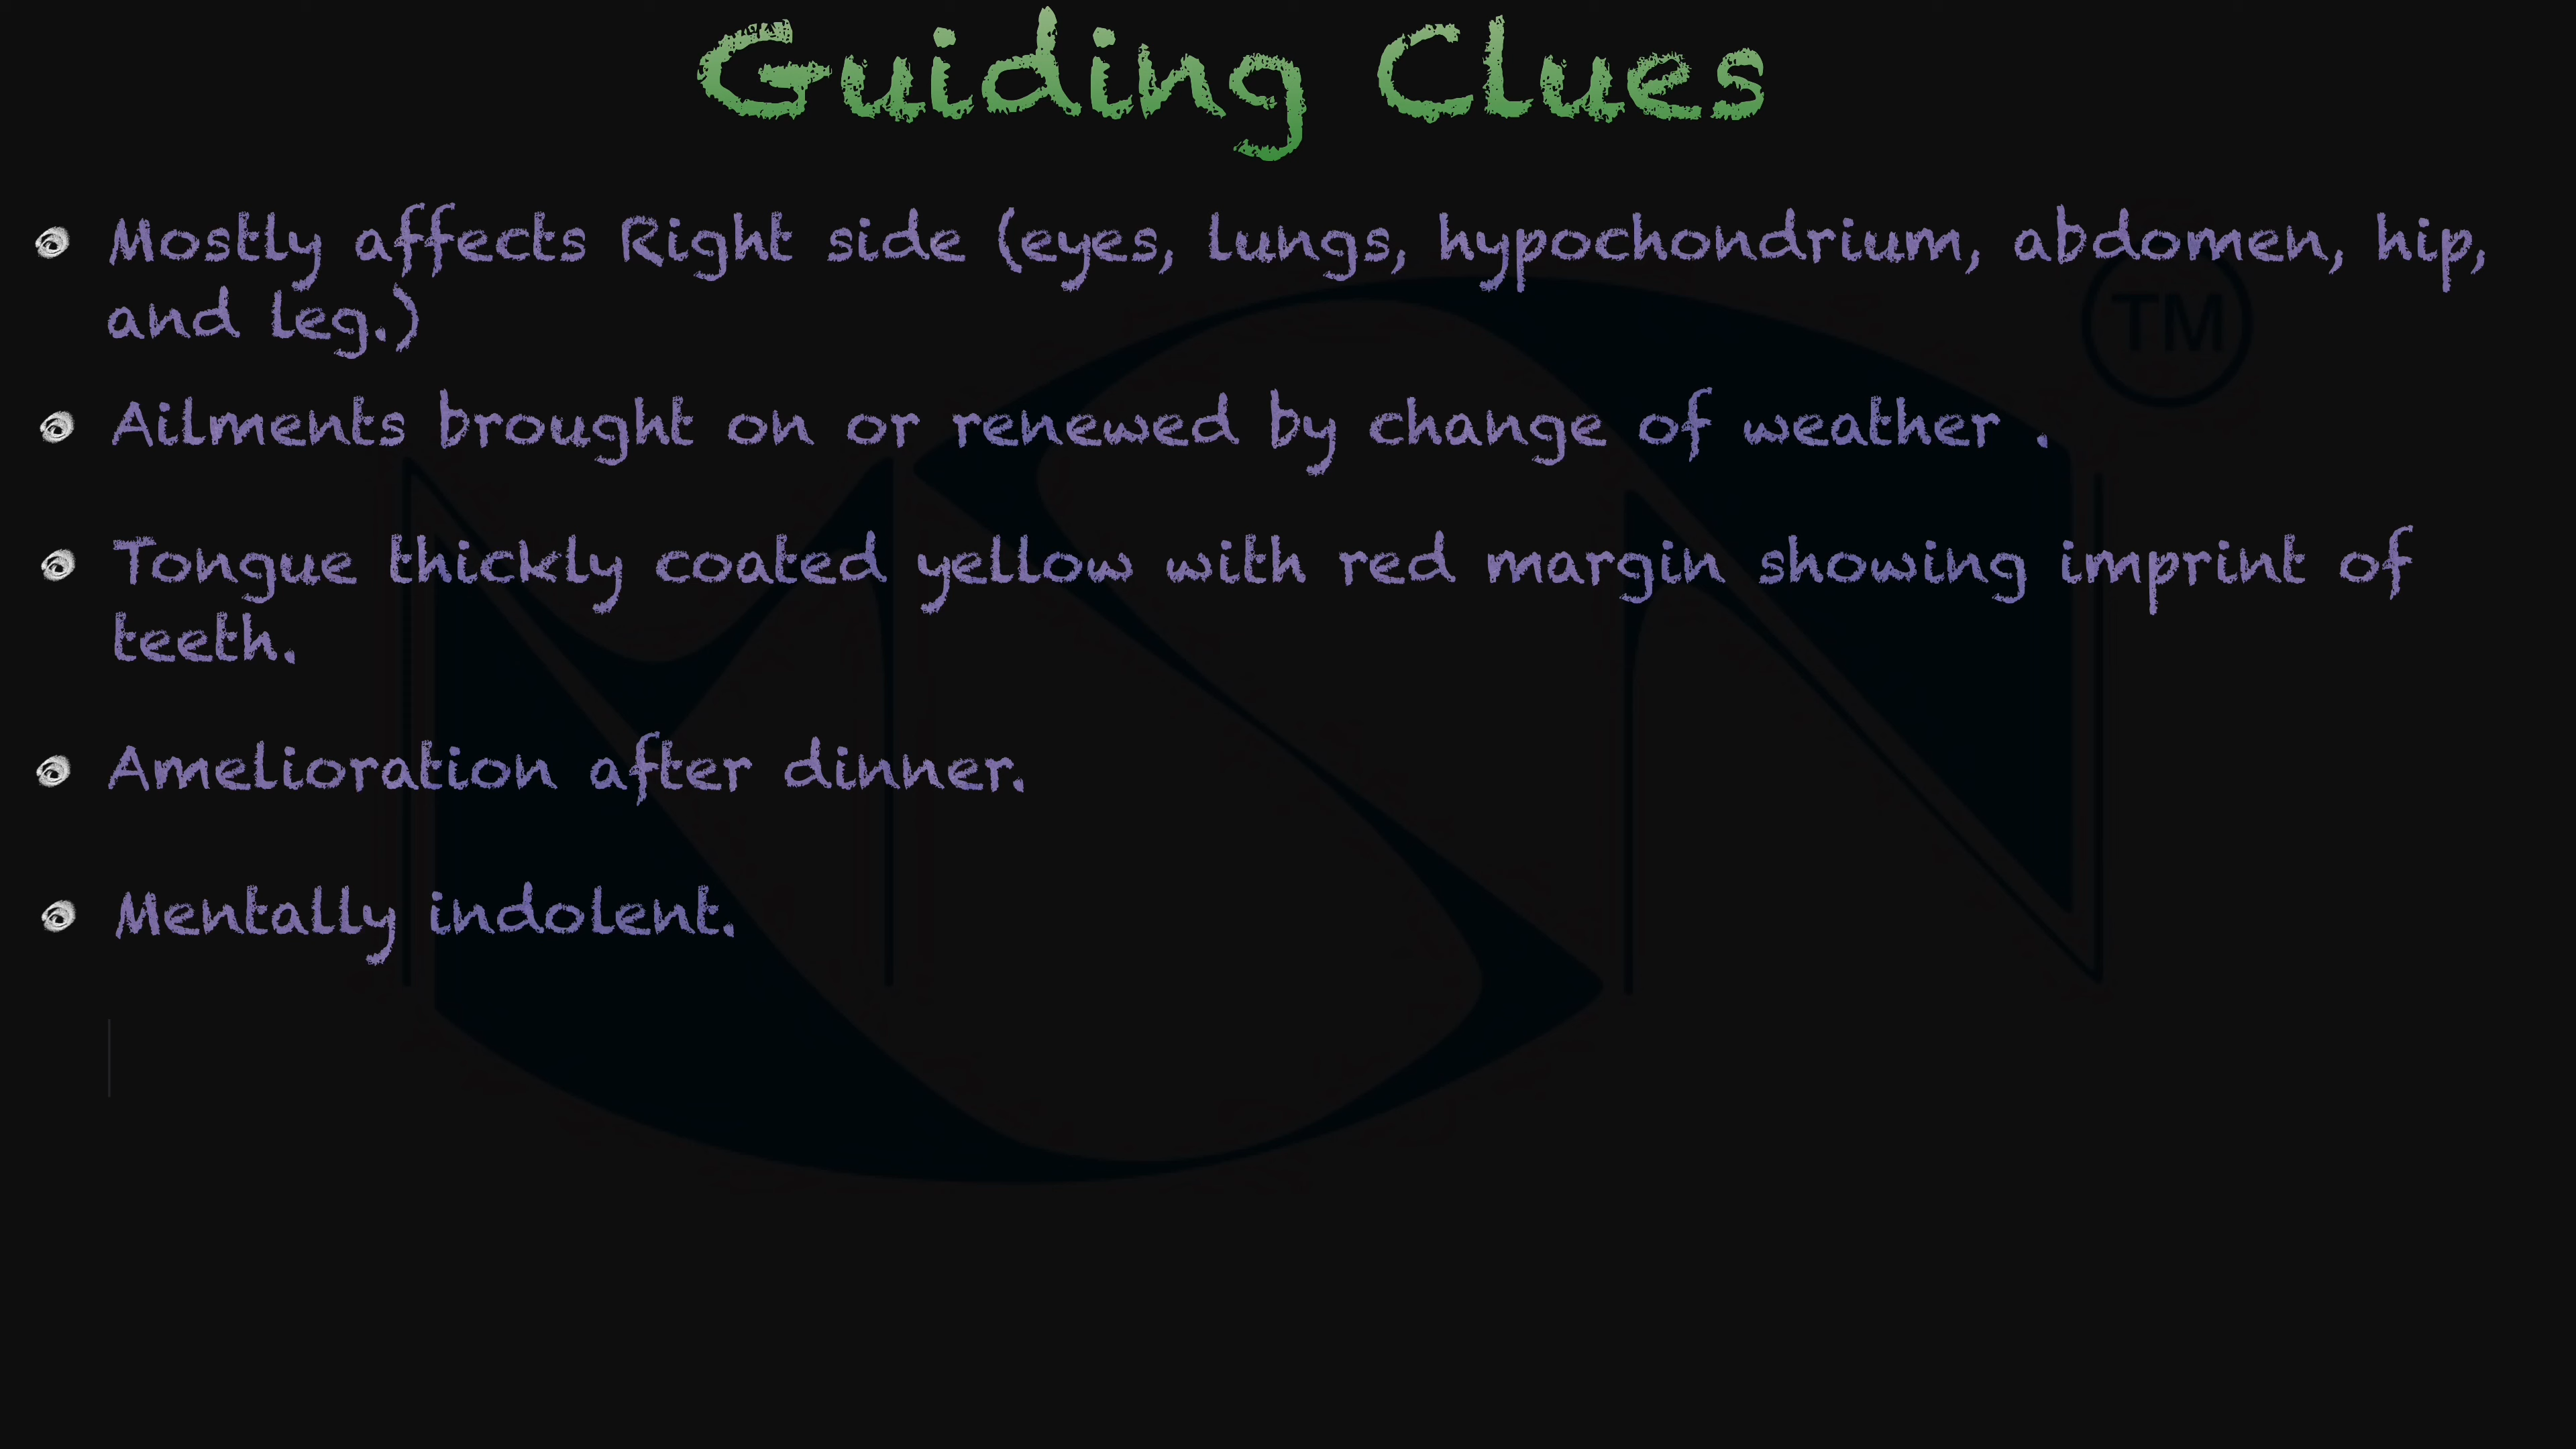 Guiding Clues
Mostly affects Right side (eyes, lungs, hypochondrium, abdomen, hip,
and leg.)
TM
Ailments brought on or renewed by change of weather .
Tongue thickly coated yellow with red margin showing imprint of
teeth.
Amelioration after dinner.
Mentally indolent.
MSN